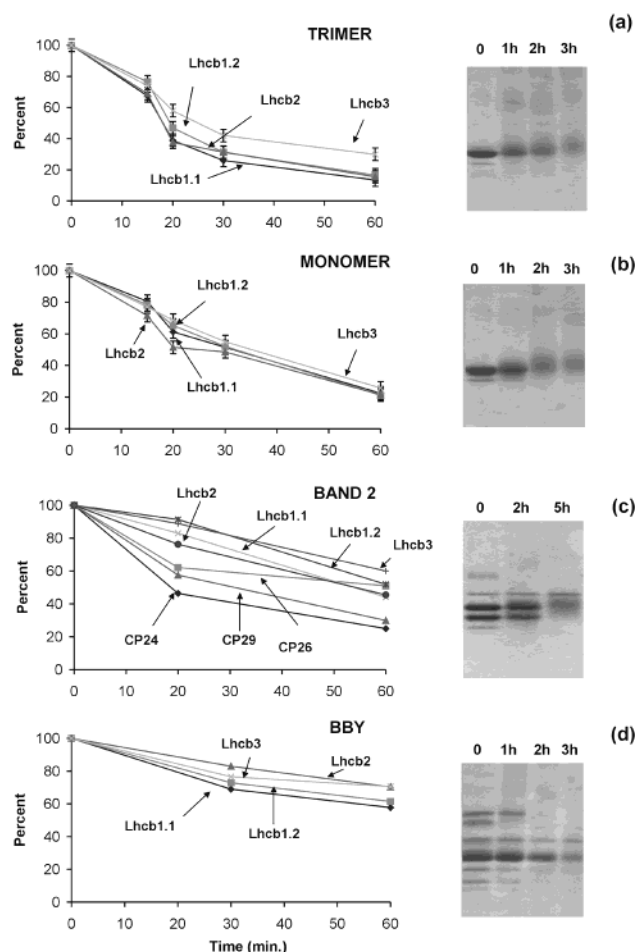 (a)
TRIMER
0 1h 2h 3h
100
80
60
40
20
0
Percent
Lhcb1.2
Lhcb2
Lhcb3
Lhcb1.1
0 10 20 30 40 50 60
(b)
MONOMER
0 1h 2h 3h
100
80
60
40
20
0
Percent
Lhcb1.2
Lhcb3
Lhcb2
Lhcb1.1
0 10 20 30 40 50 60
(c)
BAND 2
0 2h 5h
100
80
60
40
20
0
Percent
Lhcb2
Lhcb1.1
Lhcb1.2
Lhcb3
CP24
CP29
CP26
0 10 20 30 40 50 60
(d)
BBY
0 1h 2h 3h
100
80
60
40
20
0
Percent
Lhcb3
Lhcb2
Lhcb1.1
Lhcb1.2
0 10 20 30 40 50 60
Time (min.)